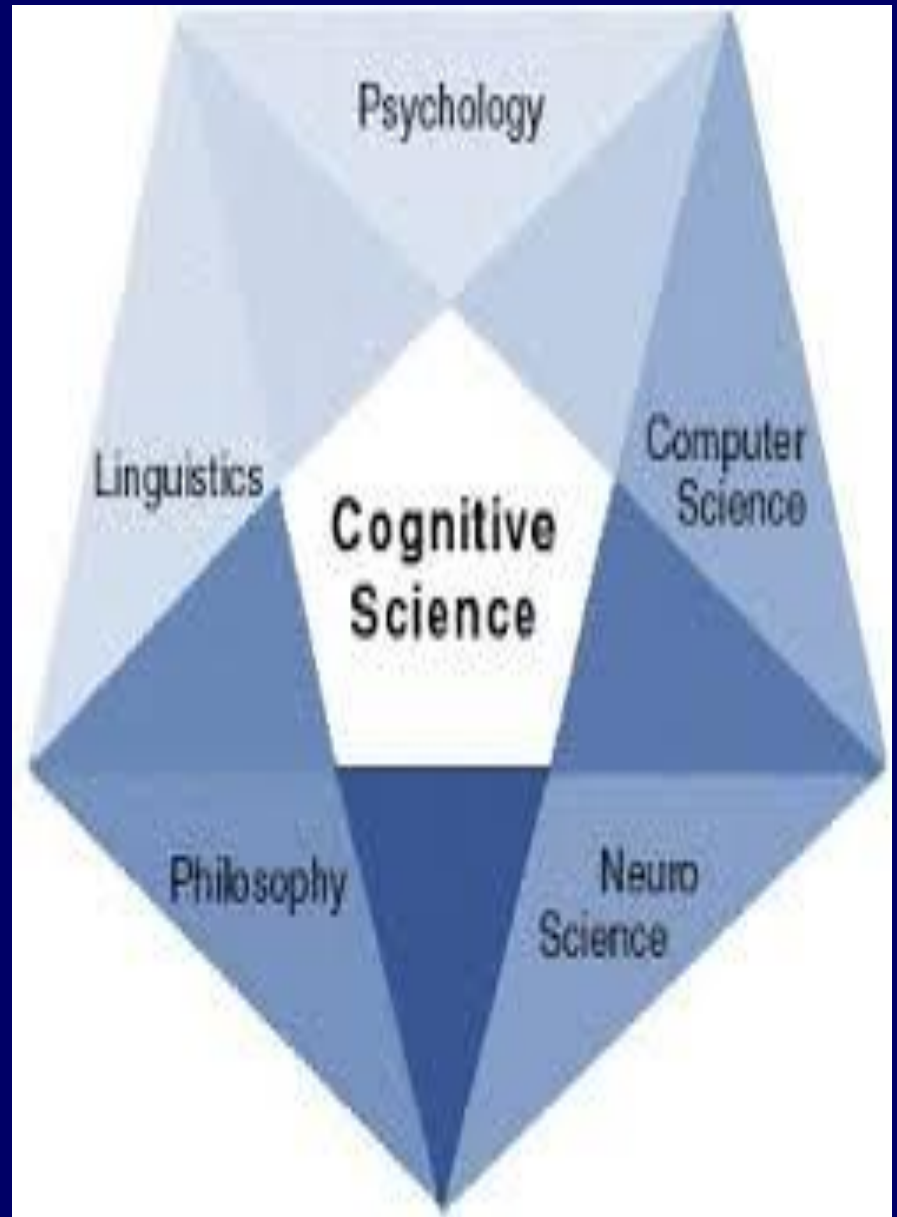 Psychology
Linguistics
Computer
Science
Cognitive
Science
Philosophy
Neuro
Science